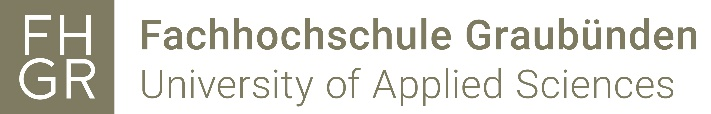 FH
GR
Fachhochschule Graubünden
University of Applied Sciences